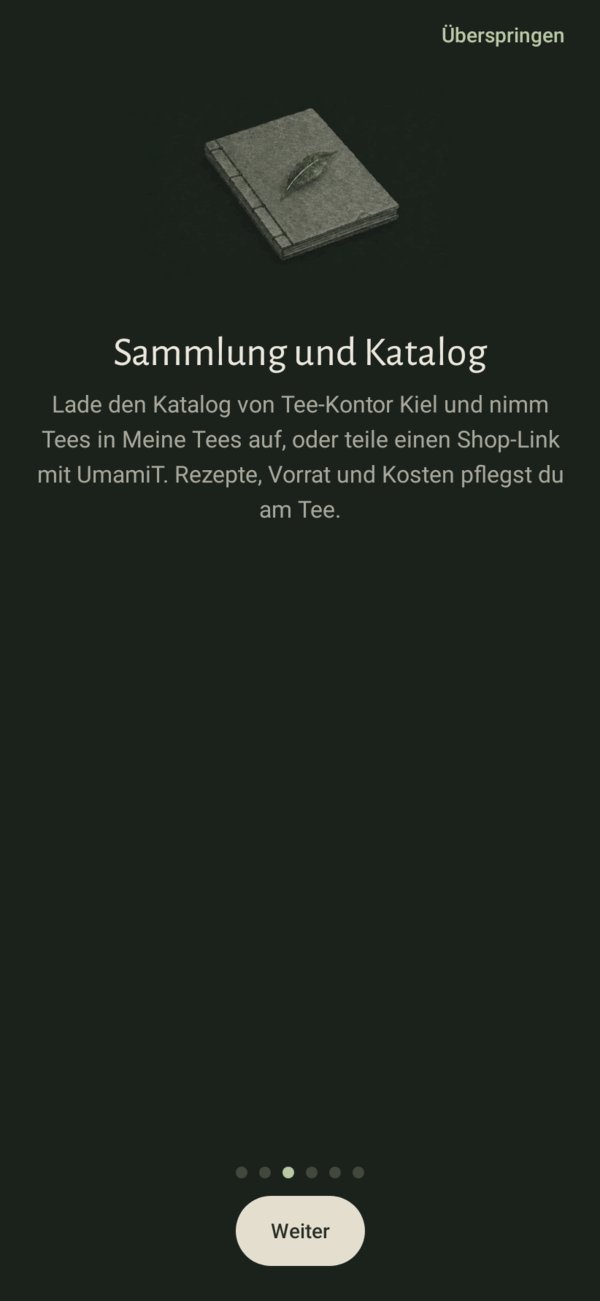 Überspringen
Sammlung und Katalog
Lade den Katalog von Tee-Kontor Kiel und nimm
Tees in Meine Tees auf, oder teile einen Shop-Link
mit UmamiT. Rezepte, Vorrat und Kosten pflegst du
am Tee.
Weiter